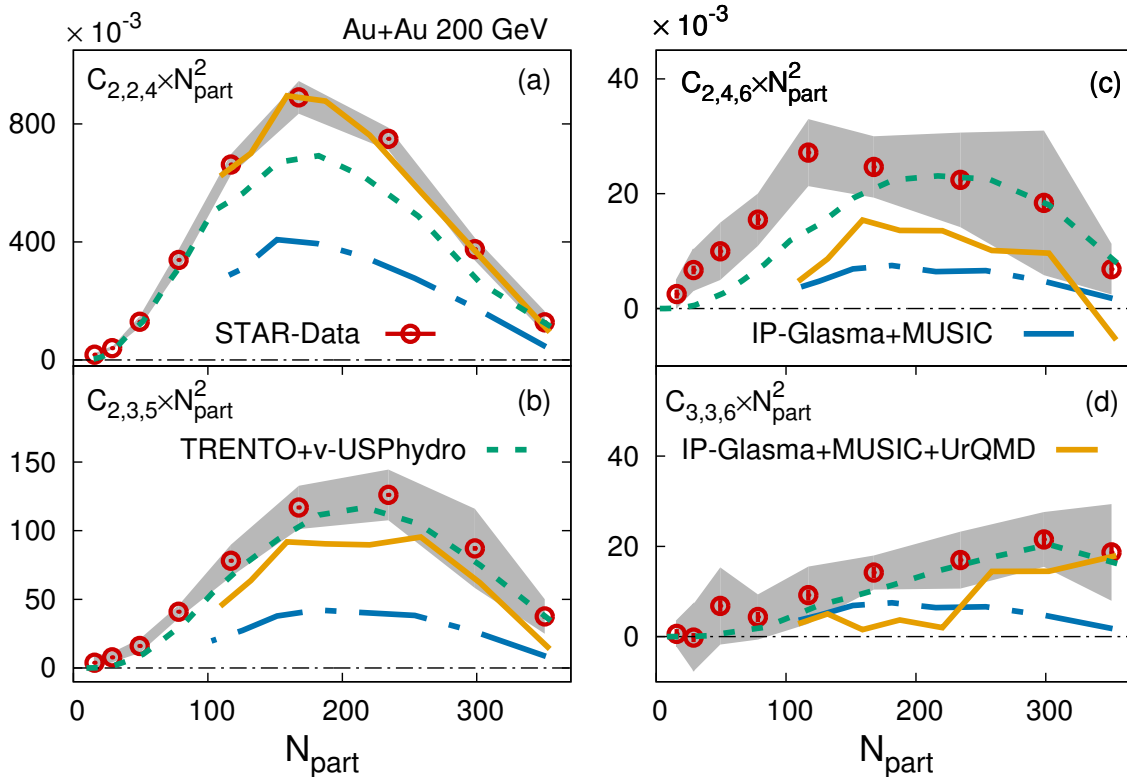 × 10⁻³
Au+Au 200 GeV
C₂,₂,₄×N²part
(a)
800
400
0
STAR-Data
C₂,₃,₅×N²part
(b)
TRENTO+v-USPhydro
150
100
50
0
0 100 200 300
Npart
× 10⁻³
40
C₂,₄,₆×N²part
(c)
20
0
IP-Glasma+MUSIC
C₃,₃,₆×N²part
(d)
IP-Glasma+MUSIC+UrQMD
40
20
0
0 100 200 300
Npart